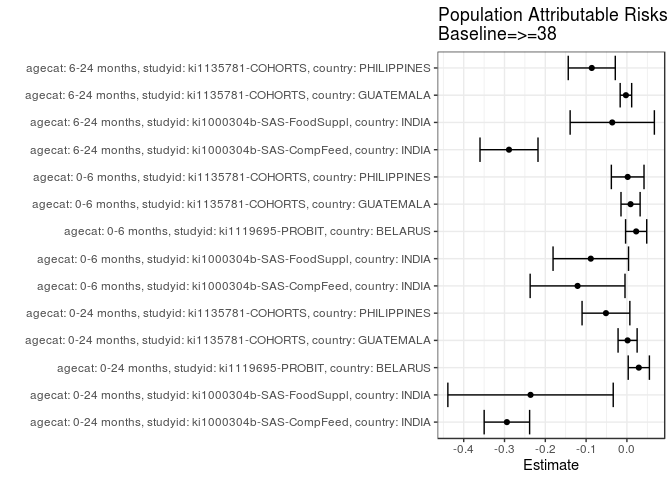 Population Attributable Risks
Baseline=>=38
agecat: 6-24 months, studyid: ki1135781-COHORTS, country: PHILIPPINES
agecat: 6-24 months, studyid: ki1135781-COHORTS, country: GUATEMALA
agecat: 6-24 months, studyid: ki1000304b-SAS-FoodSuppl, country: INDIA
agecat: 6-24 months, studyid: ki1000304b-SAS-CompFeed, country: INDIA
agecat: 0-6 months, studyid: ki1135781-COHORTS, country: PHILIPPINES
agecat: 0-6 months, studyid: ki1135781-COHORTS, country: GUATEMALA
agecat: 0-6 months, studyid: ki1119695-PROBIT, country: BELARUS
agecat: 0-6 months, studyid: ki1000304b-SAS-FoodSuppl, country: INDIA
agecat: 0-6 months, studyid: ki1000304b-SAS-CompFeed, country: INDIA
agecat: 0-24 months, studyid: ki1135781-COHORTS, country: PHILIPPINES
agecat: 0-24 months, studyid: ki1135781-COHORTS, country: GUATEMALA
agecat: 0-24 months, studyid: ki1119695-PROBIT, country: BELARUS
agecat: 0-24 months, studyid: ki1000304b-SAS-FoodSuppl, country: INDIA
agecat: 0-24 months, studyid: ki1000304b-SAS-CompFeed, country: INDIA
-0.4 -0.3 -0.2 -0.1 0.0
Estimate